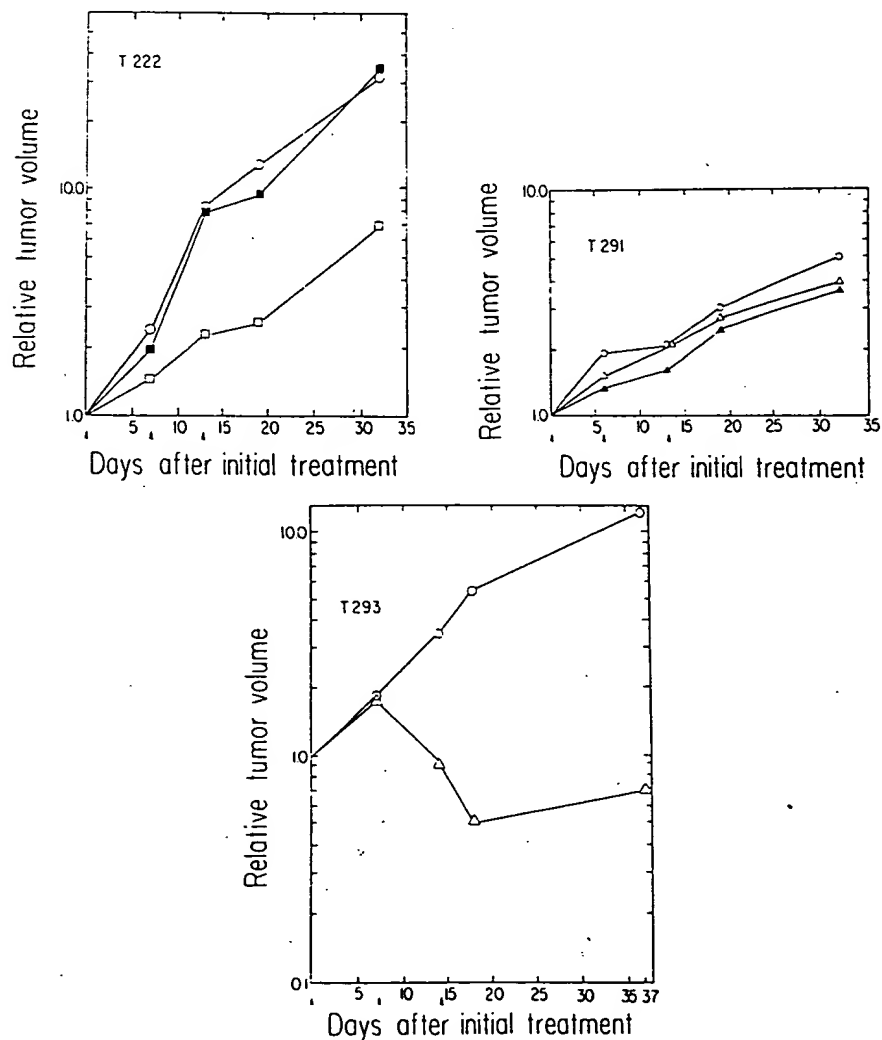 T 222
Relative tumor volume
10.0
1.0
5 10 15 20 25 30 35
Days after initial treatment
T 291
Relative tumor volume
10.0
1.0
5 10 15 20 25 30 35
Days after initial treatment
T293
Relative tumor volume
10.0
1.0
0.1
5 10 15 20 25 30 35 37
Days after initial treatment